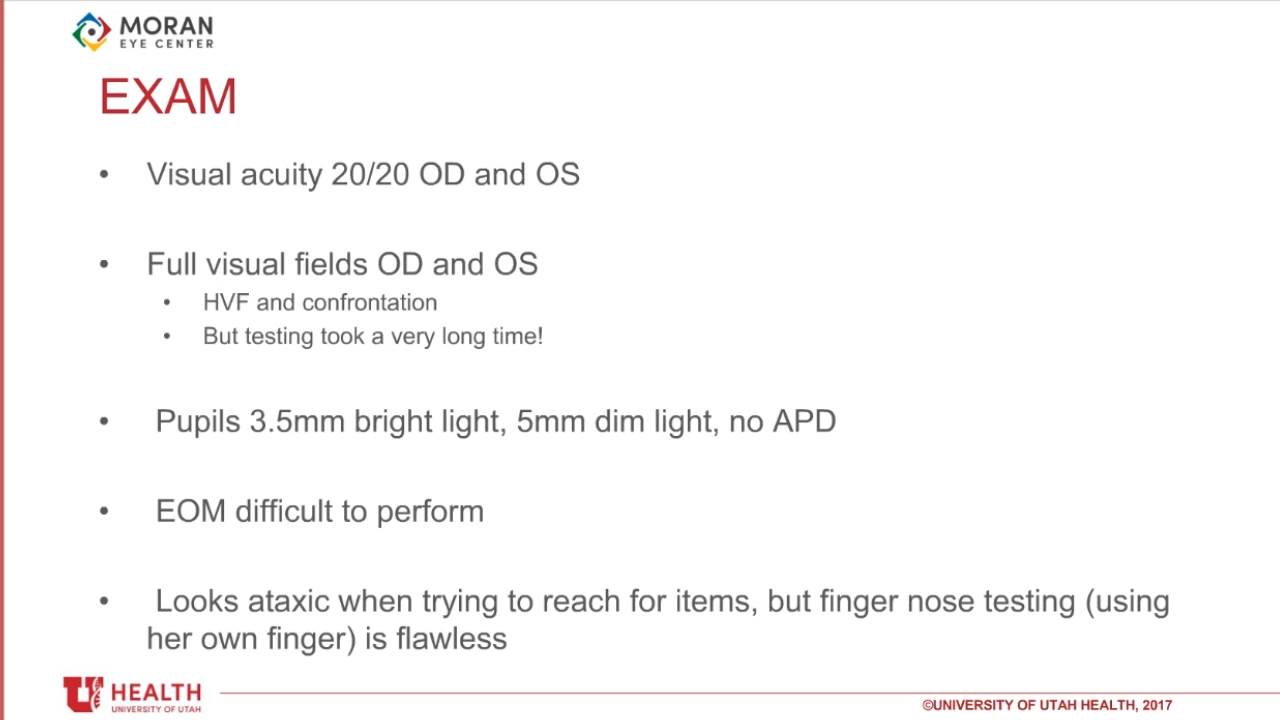 MORAN
EYE CENTER
EXAM
• Visual acuity 20/20 OD and OS
• Full visual fields OD and OS
• HVF and confrontation
• But testing took a very long time!
• Pupils 3.5mm bright light, 5mm dim light, no APD
• EOM difficult to perform
• Looks ataxic when trying to reach for items, but finger nose testing (using
her own finger) is flawless
U HEALTH
UNIVERSITY OF UTAH
©UNIVERSITY OF UTAH HEALTH, 2017